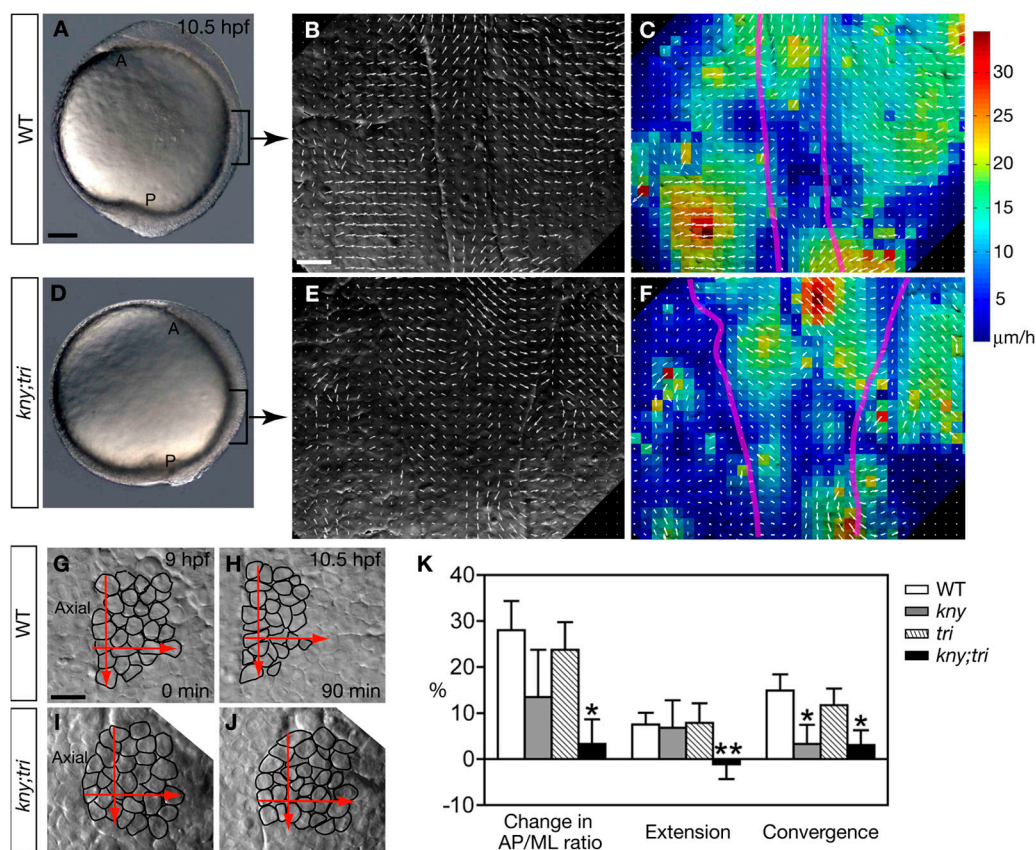 WT
A
10.5 hpf
A
P
B
C
30
25
20
15
10
5
μm/h
kny;tri
D
A
P
E
F
WT
G
9 hpf
Axial
0 min
H
10.5 hpf
90 min
kny;tri
I
Axial
J
K
40
30
20
10
0
-10
%
*
**
*
*
Change in
AP/ML ratio
Extension
Convergence
WT
kny
tri
kny;tri